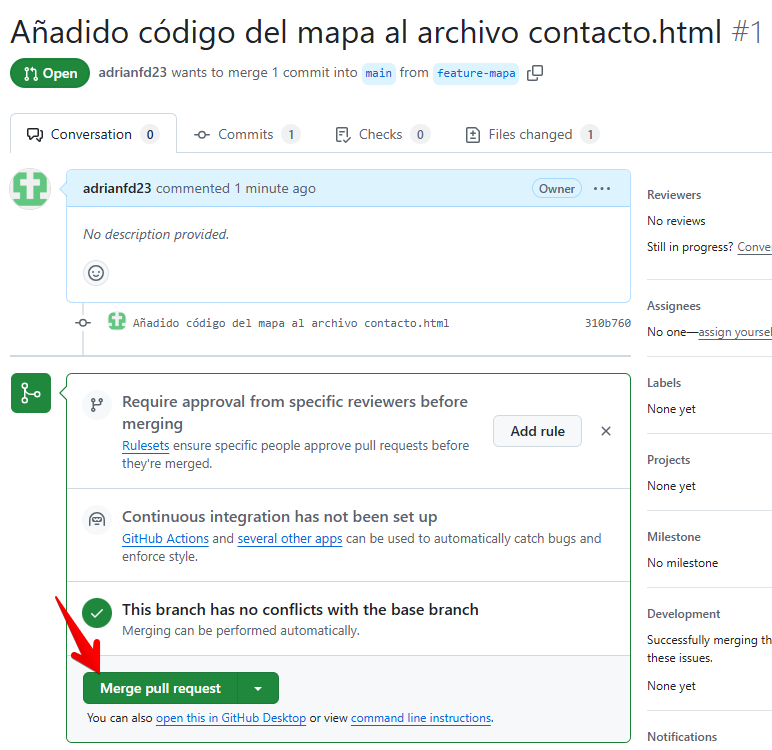 Añadido código del mapa al archivo contacto.html #1
Open adrianfd23 wants to merge 1 commit into main from feature-mapa
Conversation 0 Commits 1 Checks 0 Files changed 1
adrianfd23 commented 1 minute ago Owner
No description provided.
Añadido código del mapa al archivo contacto.html 310b760
Require approval from specific reviewers before
merging
Rulesets ensure specific people approve pull requests before
they're merged.
Add rule
Continuous integration has not been set up
GitHub Actions and several other apps can be used to automatically catch bugs and
enforce style.
This branch has no conflicts with the base branch
Merging can be performed automatically.
Merge pull request
You can also open this in GitHub Desktop or view command line instructions.
Reviewers
No reviews
Still in progress? Conver
Assignees
No one—assign yoursel
Labels
None yet
Projects
None yet
Milestone
No milestone
Development
Successfully merging th
these issues.
None yet
Notifications